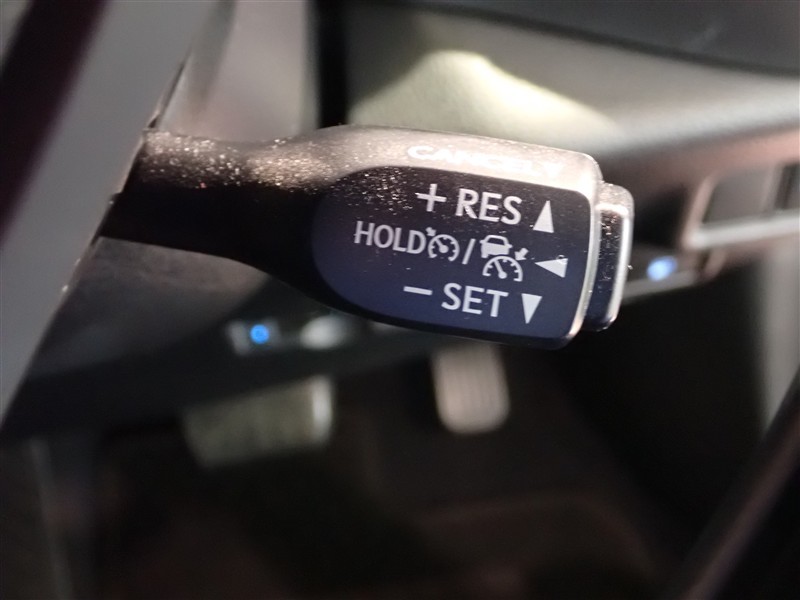 CANCEL
+ RES
HOLD /
- SET